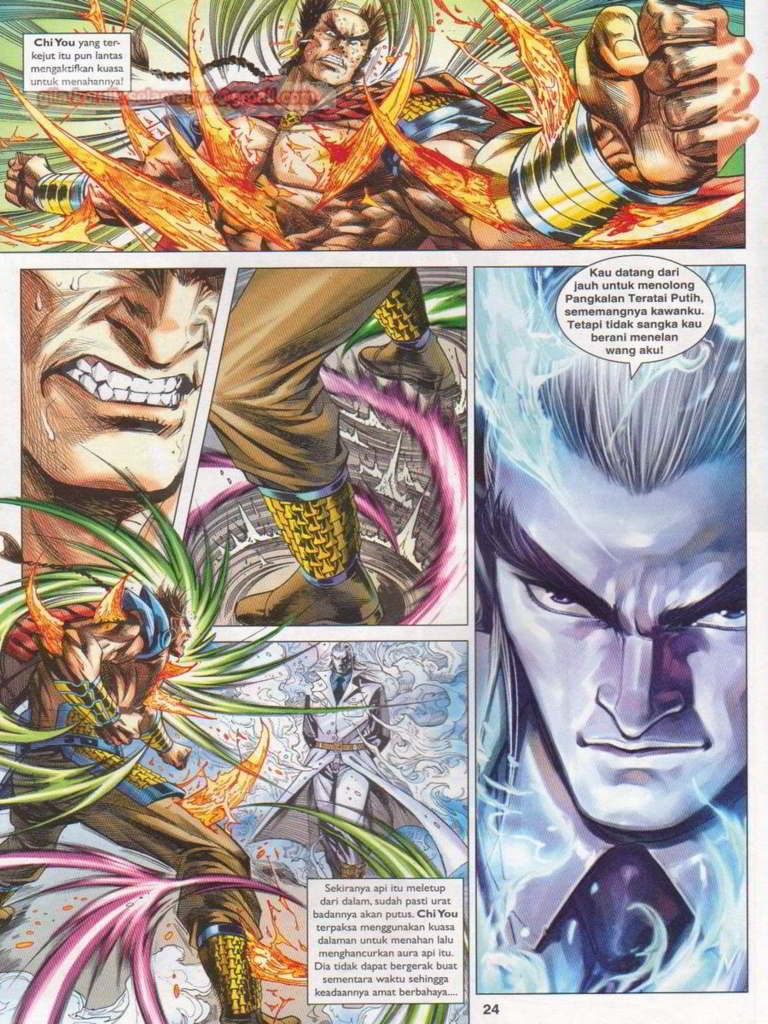 Chi You yang ter-
kejut itu pun lantas
mengaktifkan kuasa
untuk menahannya!
Kau datang dari
jauh untuk menolong
Pangkalan Teratai Putih,
sememangnya kawanku.
Tetapi tidak sangka kau
berani menelan
wang aku!
Sekiranya api itu meletup
dari dalam, sudah pasti urat
badannya akan putus. Chi You
terpaksa menggunakan kuasa
dalaman untuk menahan lalu
menghancurkan aura api itu.
Dia tidak dapat bergerak buat
sementara waktu sehingga
keadaannya amat berbahaya....
24